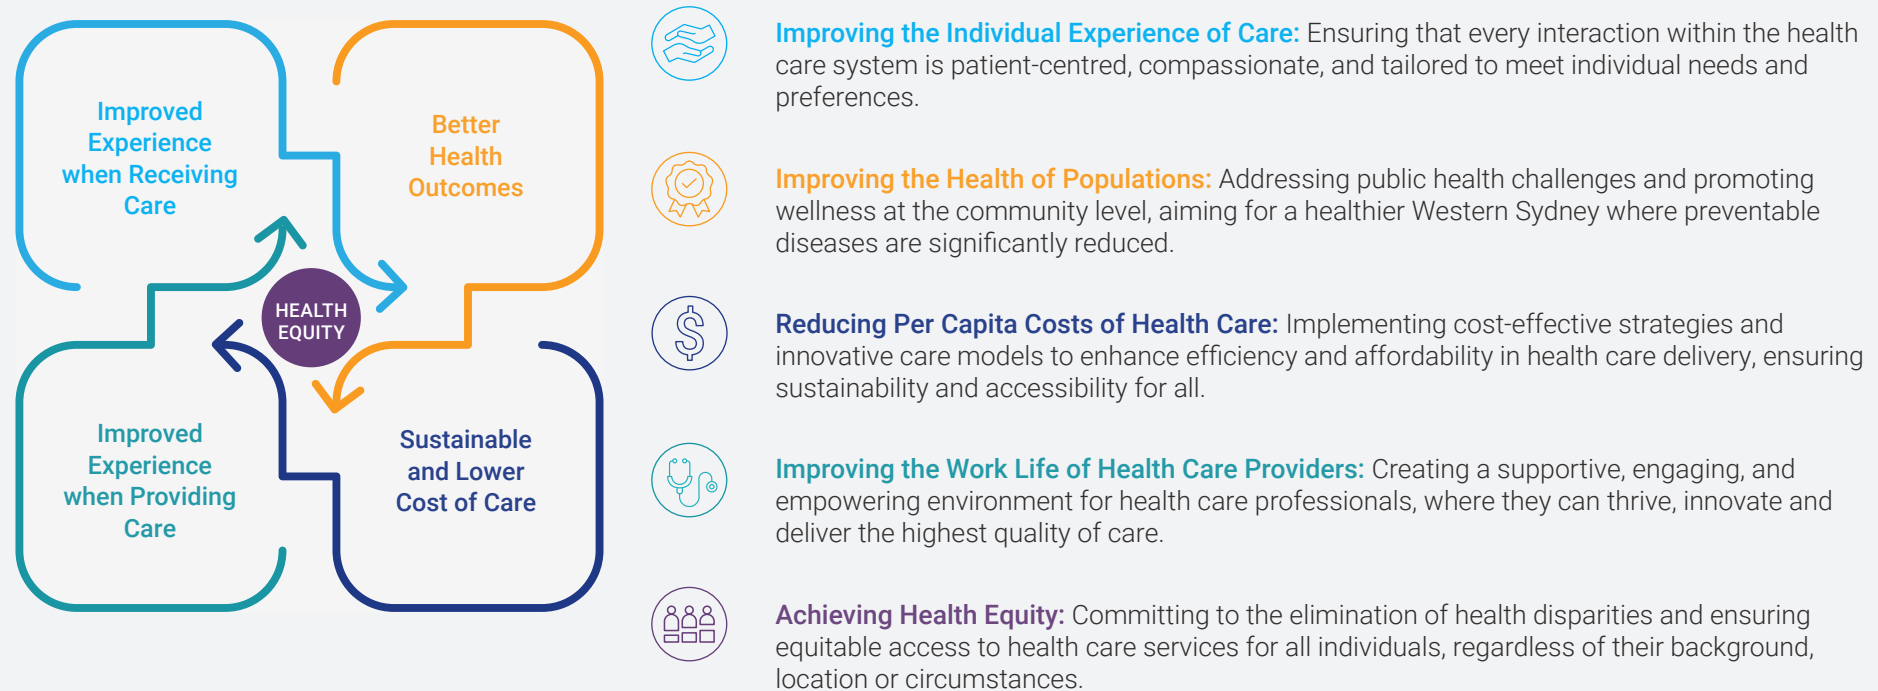 Improved
Experience
when Receiving
Care
Better
Health
Outcomes
HEALTH
EQUITY
Improved
Experience
when Providing
Care
Sustainable
and Lower
Cost of Care
Improving the Individual Experience of Care: Ensuring that every interaction within the health
care system is patient-centred, compassionate, and tailored to meet individual needs and
preferences.
Improving the Health of Populations: Addressing public health challenges and promoting
wellness at the community level, aiming for a healthier Western Sydney where preventable
diseases are significantly reduced.
$
Reducing Per Capita Costs of Health Care: Implementing cost-effective strategies and
innovative care models to enhance efficiency and affordability in health care delivery, ensuring
sustainability and accessibility for all.
Improving the Work Life of Health Care Providers: Creating a supportive, engaging, and
empowering environment for health care professionals, where they can thrive, innovate and
deliver the highest quality of care.
Achieving Health Equity: Committing to the elimination of health disparities and ensuring
equitable access to health care services for all individuals, regardless of their background,
location or circumstances.